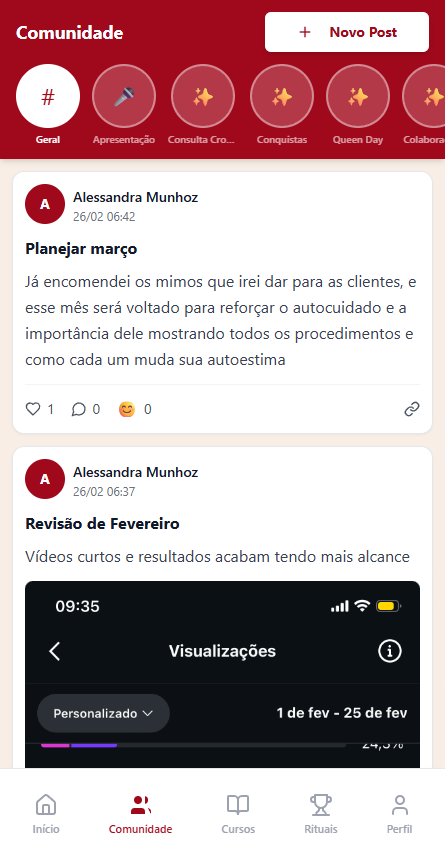 Comunidade
+ Novo Post
#
Geral
Apresentação
Consulta Cro...
Conquistas
Queen Day
Colabora
A
Alessandra Munhoz
26/02 06:42
Planejar março
Já encomendei os mimos que irei dar para as clientes, e
esse mês será voltado para reforçar o autocuidado e a
importância dele mostrando todos os procedimentos e
como cada um muda sua autoestima
1 0 0
A
Alessandra Munhoz
26/02 06:37
Revisão de Fevereiro
Vídeos curtos e resultados acabam tendo mais alcance
09:35
Visualizações
Personalizado
1 de fev - 25 de fev
24,5%
Início
Comunidade
Cursos
Rituais
Perfil